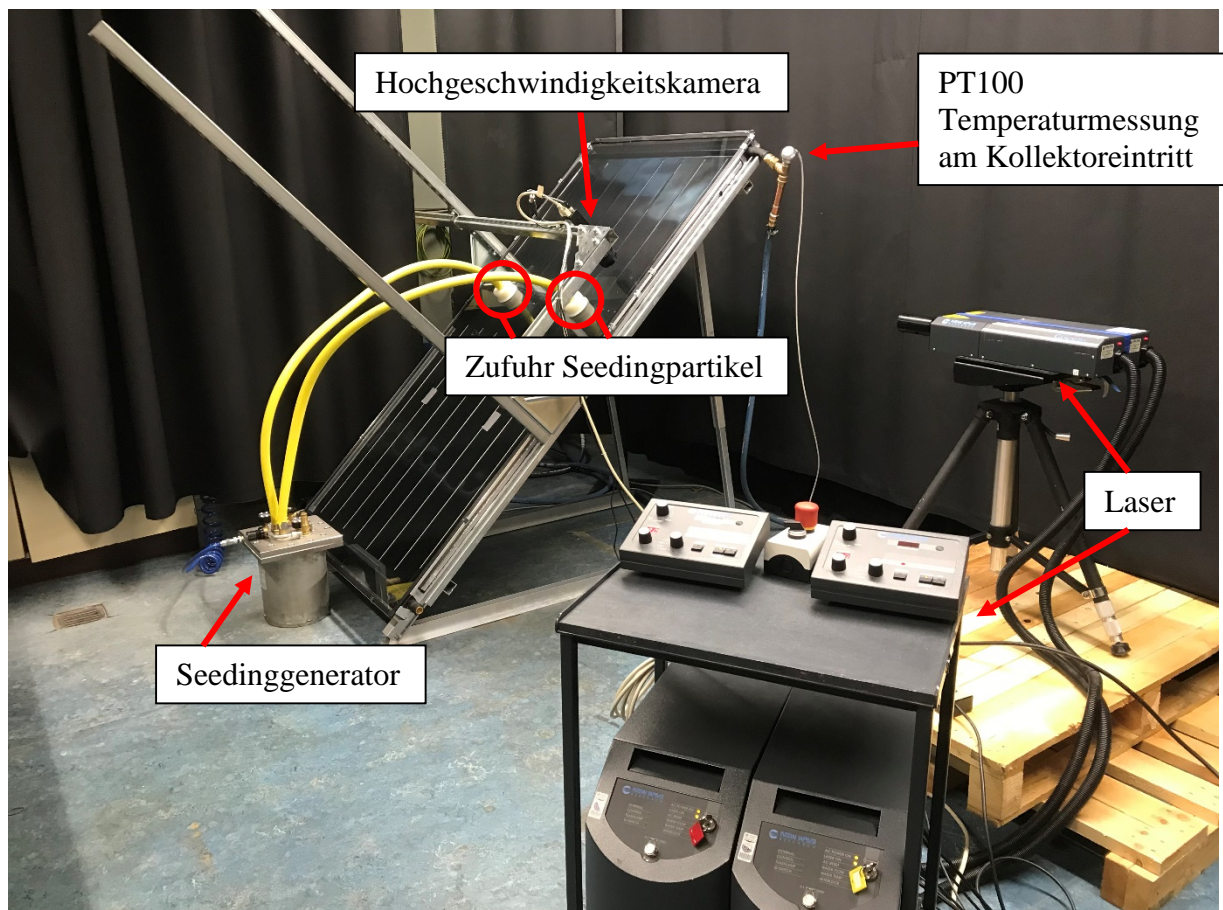 Hochgeschwindigkeitskamera
PT100
Temperaturmessung
am Kollektoreintritt
Zufuhr Seedingpartikel
Laser
Seedinggenerator